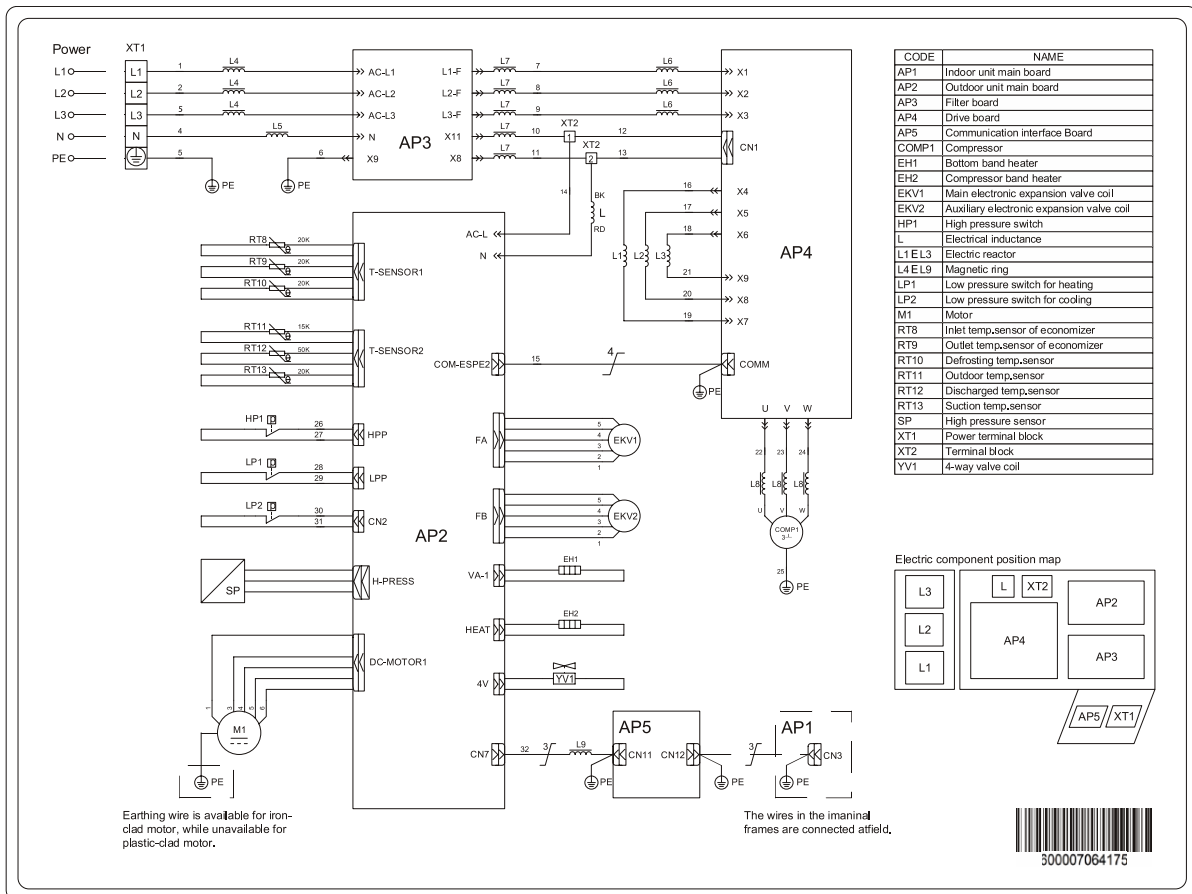 Power XT1
L1 L1 1 L4 AC-L1 L1-F L7 7 L6 X1
L2 L2 2 L4 AC-L2 L2-F L7 8 L6 X2
L3 L3 5 L4 AC-L3 L3-F L7 9 L6 X3
N N 4 L5 N X11 L7 10 XT2 1 12
PE 5 6 X9 X8 L7 11 XT2 2 13 CN1
AP3
PE PE
14 BK L RD
AC-L
N
16 X4
17 X5
18 X6
L1 L2 L3 AP4
21 X9
20 X8
19 X7
RT8 20K
RT9 20K T-SENSOR1
RT10 20K
RT11 15K
RT12 50K T-SENSOR2
RT13 20K
COM-ESPE2 15 4 COMM
PE
U V W
22 23 24
L8 L8 L8
U V W
COMP1
3~
25
PE
HP1 P 26
27 HPP
LP1 P 28
29 LPP
LP2 P 30
31 CN2
AP2
FA 5 4 3 2 1 EKV1
FB 5 4 3 2 1 EKV2
SP H-PRESS
VA-1 EH1
HEAT EH2
4V YV1
DC-MOTOR1
1 3 4 5 6
M1
PE
CN7 32 3 L9 CN11 AP5 CN12 3 AP1 CN3
PE PE PE
Earthing wire is available for iron-
clad motor, while unavailable for
plastic-clad motor.
The wires in the imaninal
frames are connected atfield.
CODE NAME
AP1 Indoor unit main board
AP2 Outdoor unit main board
AP3 Filter board
AP4 Drive board
AP5 Communication interface Board
COMP1 Compressor
EH1 Bottom band heater
EH2 Compressor band heater
EKV1 Main electronic expansion valve coil
EKV2 Auxiliary electronic expansion valve coil
HP1 High pressure switch
L Electrical inductance
L1ΕL3 Electric reactor
L4ΕL9 Magnetic ring
LP1 Low pressure switch for heating
LP2 Low pressure switch for cooling
M1 Motor
RT8 Inlet temp.sensor of economizer
RT9 Outlet temp.sensor of economizer
RT10 Defrosting temp.sensor
RT11 Outdoor temp.sensor
RT12 Discharged temp.sensor
RT13 Suction temp.sensor
SP High pressure sensor
XT1 Power terminal block
XT2 Terminal block
YV1 4-way valve coil
Electric component position map
L3 L XT2 AP2
L2 AP4
L1 AP3
AP5 XT1
600007064175